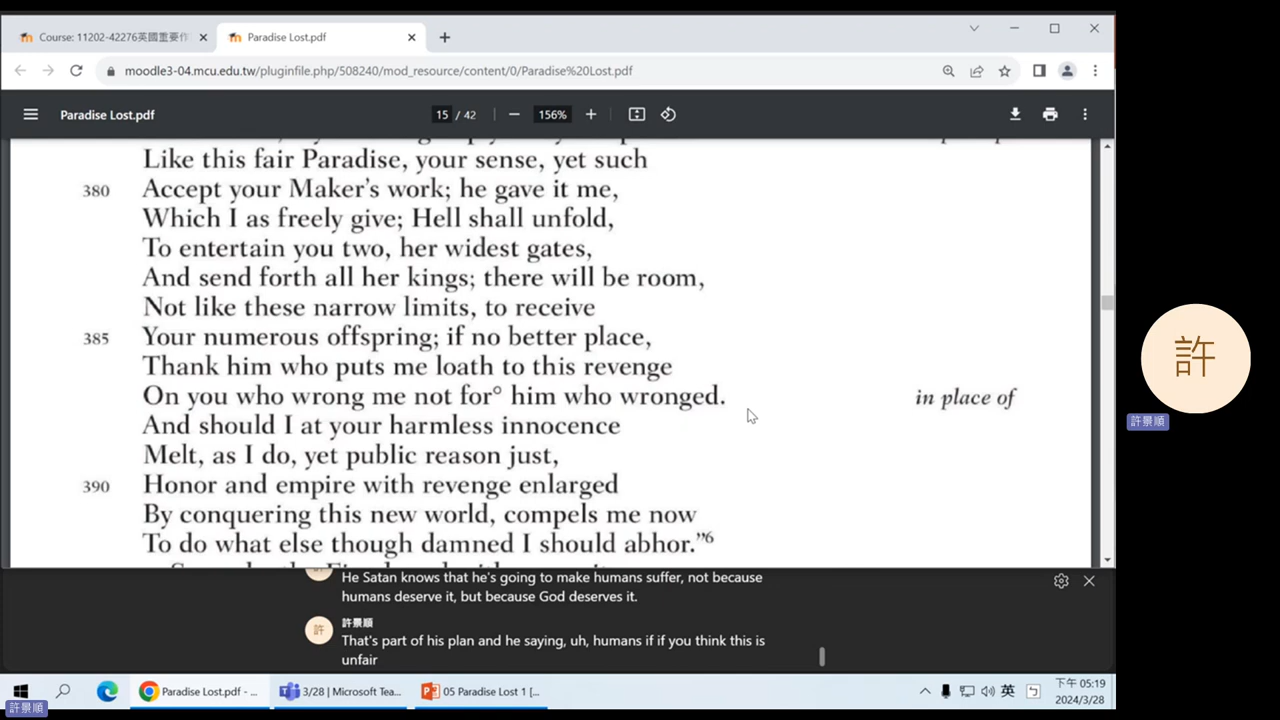 Course: 11202-42276英國重要作
Paradise Lost.pdf
moodle3-04.mcu.edu.tw/pluginfile.php/508240/mod_resource/content/0/Paradise%20Lost.pdf
Paradise Lost.pdf
15 / 42
156%
Like this fair Paradise, your sense, yet such
380 Accept your Maker’s work; he gave it me,
Which I as freely give; Hell shall unfold,
To entertain you two, her widest gates,
And send forth all her kings; there will be room,
Not like these narrow limits, to receive
385 Your numerous offspring; if no better place,
Thank him who puts me loath to this revenge
On you who wrong me not for° him who wronged. in place of
And should I at your harmless innocence
Melt, as I do, yet public reason just,
390 Honor and empire with revenge enlarged
By conquering this new world, compels me now
To do what else though damned I should abhor.”6
He Satan knows that he's going to make humans suffer, not because
humans deserve it, but because God deserves it.
許景順
許
That's part of his plan and he saying, uh, humans if if you think this is
unfair
許
許景順
Paradise Lost.pdf - ...
3/28 | Microsoft Tea...
05 Paradise Lost 1 [...
英
下午 05:19
2024/3/28
許景順